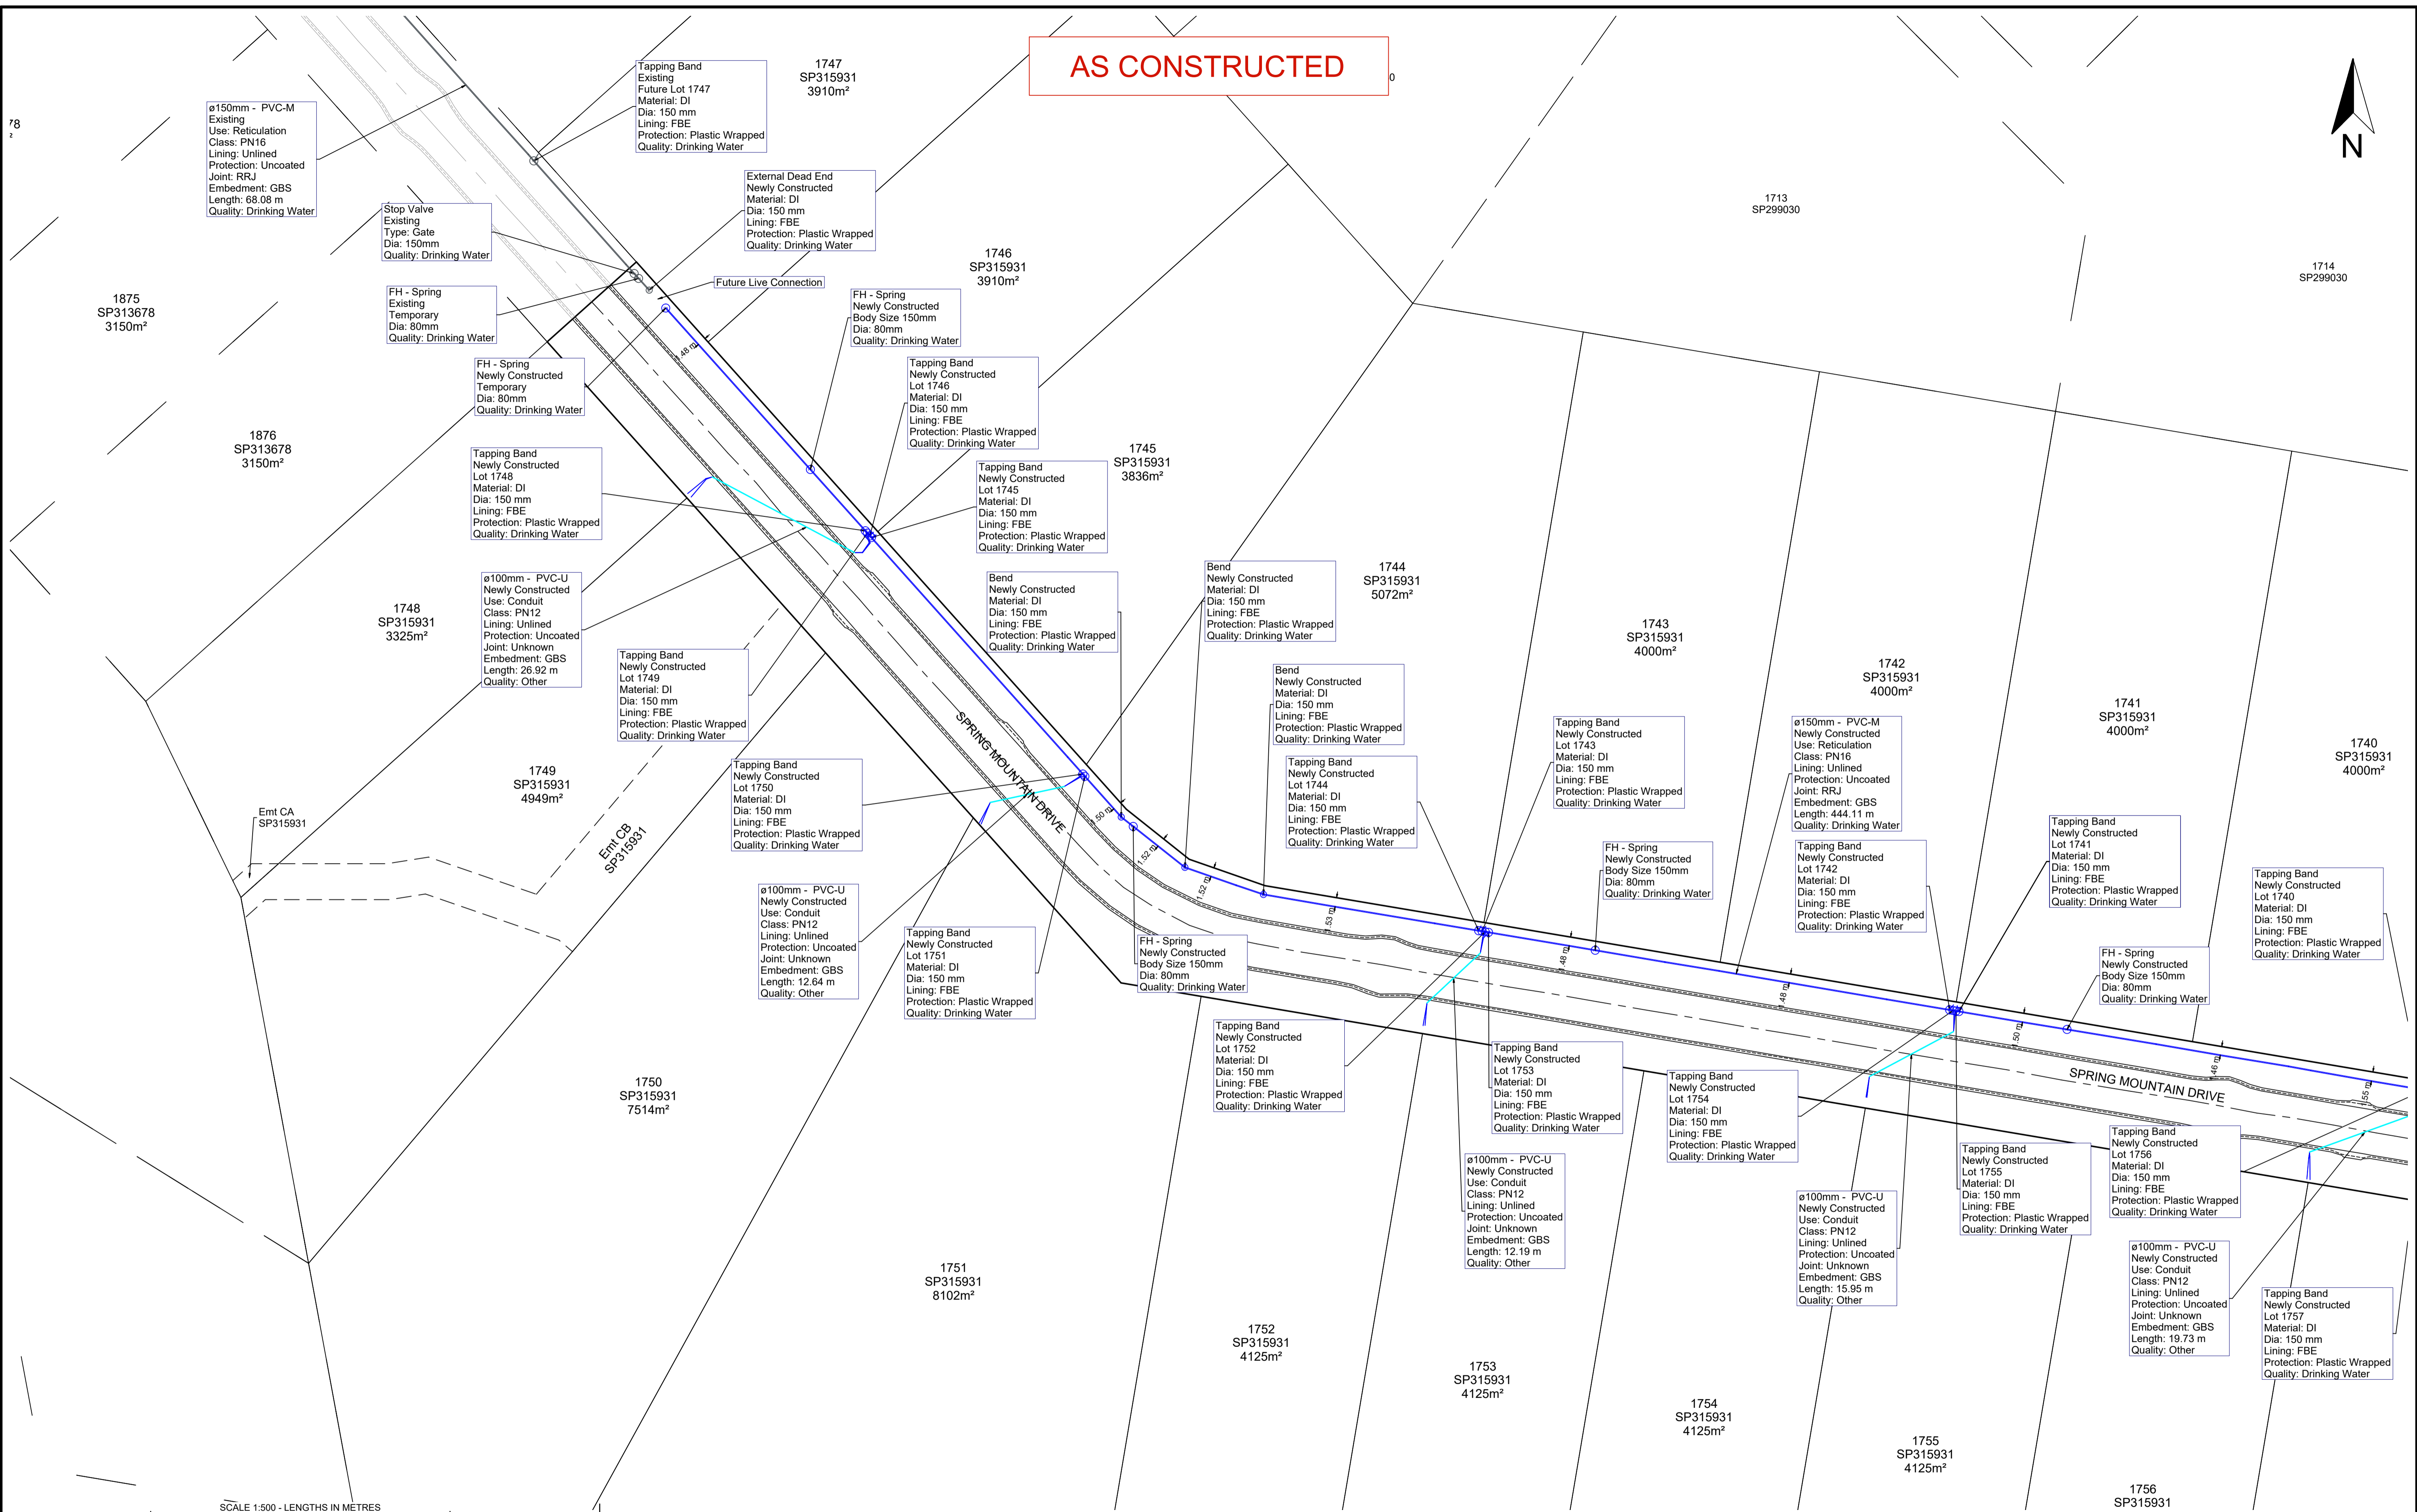 AS CONSTRUCTED
0
N
78
²
ø150mm - PVC-M
Existing
Use: Reticulation
Class: PN16
Lining: Unlined
Protection: Uncoated
Joint: RRJ
Embedment: GBS
Length: 68.08 m
Quality: Drinking Water
Tapping Band
Existing
Future Lot 1747
Material: DI
Dia: 150 mm
Lining: FBE
Protection: Plastic Wrapped
Quality: Drinking Water
1747
SP315931
3910m²
External Dead End
Newly Constructed
Material: DI
Dia: 150 mm
Lining: FBE
Protection: Plastic Wrapped
Quality: Drinking Water
Stop Valve
Existing
Type: Gate
Dia: 150mm
Quality: Drinking Water
1713
SP299030
1714
SP299030
1746
SP315931
3910m²
Future Live Connection
FH - Spring
Existing
Temporary
Dia: 80mm
Quality: Drinking Water
FH - Spring
Newly Constructed
Body Size 150mm
Dia: 80mm
Quality: Drinking Water
1875
SP313678
3150m²
1.48 m
FH - Spring
Newly Constructed
Temporary
Dia: 80mm
Quality: Drinking Water
Tapping Band
Newly Constructed
Lot 1746
Material: DI
Dia: 150 mm
Lining: FBE
Protection: Plastic Wrapped
Quality: Drinking Water
1876
SP313678
3150m²
Tapping Band
Newly Constructed
Lot 1748
Material: DI
Dia: 150 mm
Lining: FBE
Protection: Plastic Wrapped
Quality: Drinking Water
Tapping Band
Newly Constructed
Lot 1745
Material: DI
Dia: 150 mm
Lining: FBE
Protection: Plastic Wrapped
Quality: Drinking Water
1745
SP315931
3836m²
ø100mm - PVC-U
Newly Constructed
Use: Conduit
Class: PN12
Lining: Unlined
Protection: Uncoated
Joint: Unknown
Embedment: GBS
Length: 26.92 m
Quality: Other
Bend
Newly Constructed
Material: DI
Dia: 150 mm
Lining: FBE
Protection: Plastic Wrapped
Quality: Drinking Water
Bend
Newly Constructed
Material: DI
Dia: 150 mm
Lining: FBE
Protection: Plastic Wrapped
Quality: Drinking Water
1744
SP315931
5072m²
1748
SP315931
3325m²
1743
SP315931
4000m²
Tapping Band
Newly Constructed
Lot 1749
Material: DI
Dia: 150 mm
Lining: FBE
Protection: Plastic Wrapped
Quality: Drinking Water
Bend
Newly Constructed
Material: DI
Dia: 150 mm
Lining: FBE
Protection: Plastic Wrapped
Quality: Drinking Water
1742
SP315931
4000m²
1741
SP315931
4000m²
1740
SP315931
4000m²
SPRING MOUNTAIN DRIVE
Tapping Band
Newly Constructed
Lot 1743
Material: DI
Dia: 150 mm
Lining: FBE
Protection: Plastic Wrapped
Quality: Drinking Water
ø150mm - PVC-M
Newly Constructed
Use: Reticulation
Class: PN16
Lining: Unlined
Protection: Uncoated
Joint: RRJ
Embedment: GBS
Length: 444.11 m
Quality: Drinking Water
1749
SP315931
4949m²
Tapping Band
Newly Constructed
Lot 1750
Material: DI
Dia: 150 mm
Lining: FBE
Protection: Plastic Wrapped
Quality: Drinking Water
Tapping Band
Newly Constructed
Lot 1744
Material: DI
Dia: 150 mm
Lining: FBE
Protection: Plastic Wrapped
Quality: Drinking Water
Emt CA
SP315931
Emt CB
SP315931
1.50 m
1.52 m
1.52 m
1.53 m
1.48 m
1.48 m
1.50 m
1.46 m
1.55 m
FH - Spring
Newly Constructed
Body Size 150mm
Dia: 80mm
Quality: Drinking Water
Tapping Band
Newly Constructed
Lot 1742
Material: DI
Dia: 150 mm
Lining: FBE
Protection: Plastic Wrapped
Quality: Drinking Water
Tapping Band
Newly Constructed
Lot 1741
Material: DI
Dia: 150 mm
Lining: FBE
Protection: Plastic Wrapped
Quality: Drinking Water
Tapping Band
Newly Constructed
Lot 1740
Material: DI
Dia: 150 mm
Lining: FBE
Protection: Plastic Wrapped
Quality: Drinking Water
ø100mm - PVC-U
Newly Constructed
Use: Conduit
Class: PN12
Lining: Unlined
Protection: Uncoated
Joint: Unknown
Embedment: GBS
Length: 12.64 m
Quality: Other
Tapping Band
Newly Constructed
Lot 1751
Material: DI
Dia: 150 mm
Lining: FBE
Protection: Plastic Wrapped
Quality: Drinking Water
FH - Spring
Newly Constructed
Body Size 150mm
Dia: 80mm
Quality: Drinking Water
FH - Spring
Newly Constructed
Body Size 150mm
Dia: 80mm
Quality: Drinking Water
SPRING MOUNTAIN DRIVE
Tapping Band
Newly Constructed
Lot 1752
Material: DI
Dia: 150 mm
Lining: FBE
Protection: Plastic Wrapped
Quality: Drinking Water
Tapping Band
Newly Constructed
Lot 1753
Material: DI
Dia: 150 mm
Lining: FBE
Protection: Plastic Wrapped
Quality: Drinking Water
Tapping Band
Newly Constructed
Lot 1754
Material: DI
Dia: 150 mm
Lining: FBE
Protection: Plastic Wrapped
Quality: Drinking Water
Tapping Band
Newly Constructed
Lot 1755
Material: DI
Dia: 150 mm
Lining: FBE
Protection: Plastic Wrapped
Quality: Drinking Water
Tapping Band
Newly Constructed
Lot 1756
Material: DI
Dia: 150 mm
Lining: FBE
Protection: Plastic Wrapped
Quality: Drinking Water
1750
SP315931
7514m²
ø100mm - PVC-U
Newly Constructed
Use: Conduit
Class: PN12
Lining: Unlined
Protection: Uncoated
Joint: Unknown
Embedment: GBS
Length: 12.19 m
Quality: Other
ø100mm - PVC-U
Newly Constructed
Use: Conduit
Class: PN12
Lining: Unlined
Protection: Uncoated
Joint: Unknown
Embedment: GBS
Length: 15.95 m
Quality: Other
ø100mm - PVC-U
Newly Constructed
Use: Conduit
Class: PN12
Lining: Unlined
Protection: Uncoated
Joint: Unknown
Embedment: GBS
Length: 19.73 m
Quality: Other
Tapping Band
Newly Constructed
Lot 1757
Material: DI
Dia: 150 mm
Lining: FBE
Protection: Plastic Wrapped
Quality: Drinking Water
1751
SP315931
8102m²
1752
SP315931
4125m²
1753
SP315931
4125m²
1754
SP315931
4125m²
1755
SP315931
4125m²
1756
SP315931
SCALE 1:500 - LENGTHS IN METRES